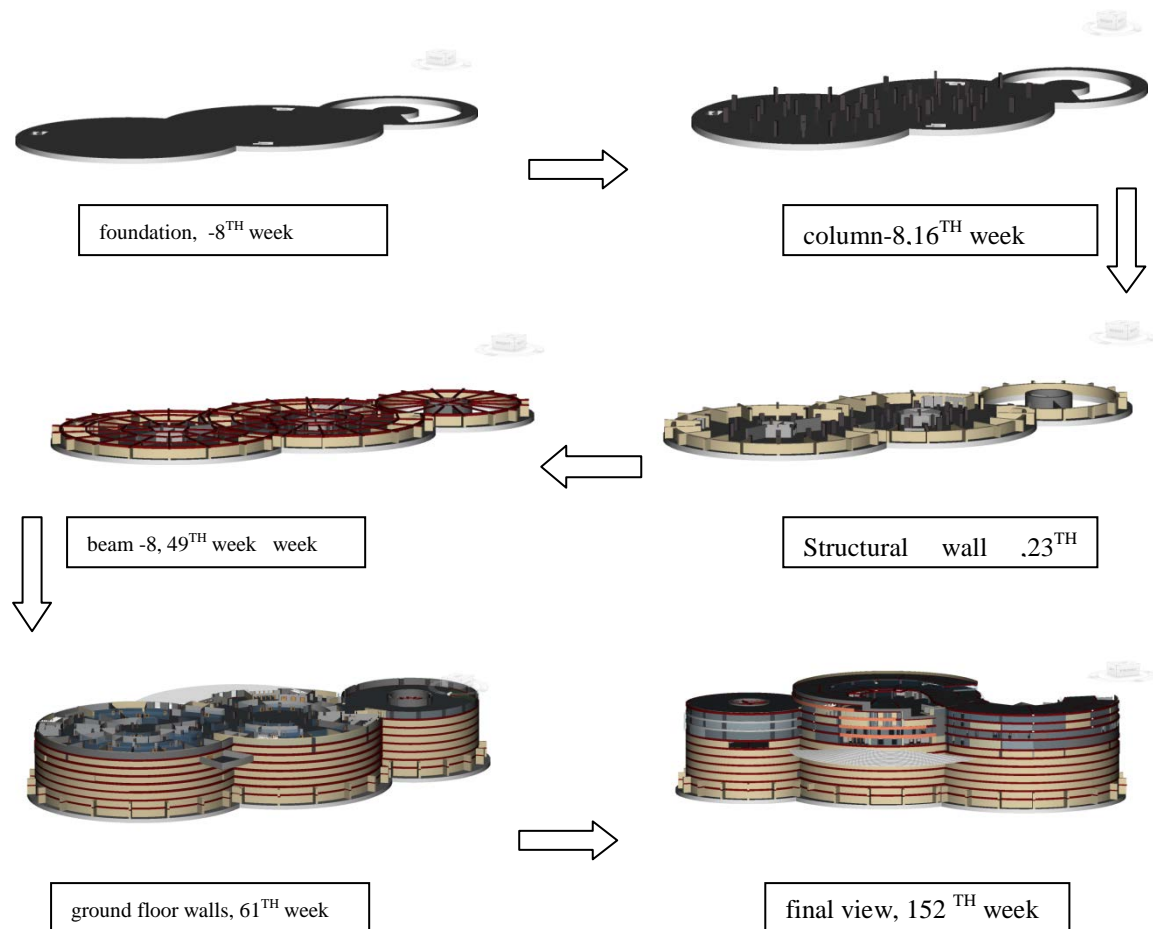 foundation, -8TH week
column-8,16TH week
beam -8, 49TH week week
Structural wall ,23TH
ground floor walls, 61TH week
final view, 152 TH week